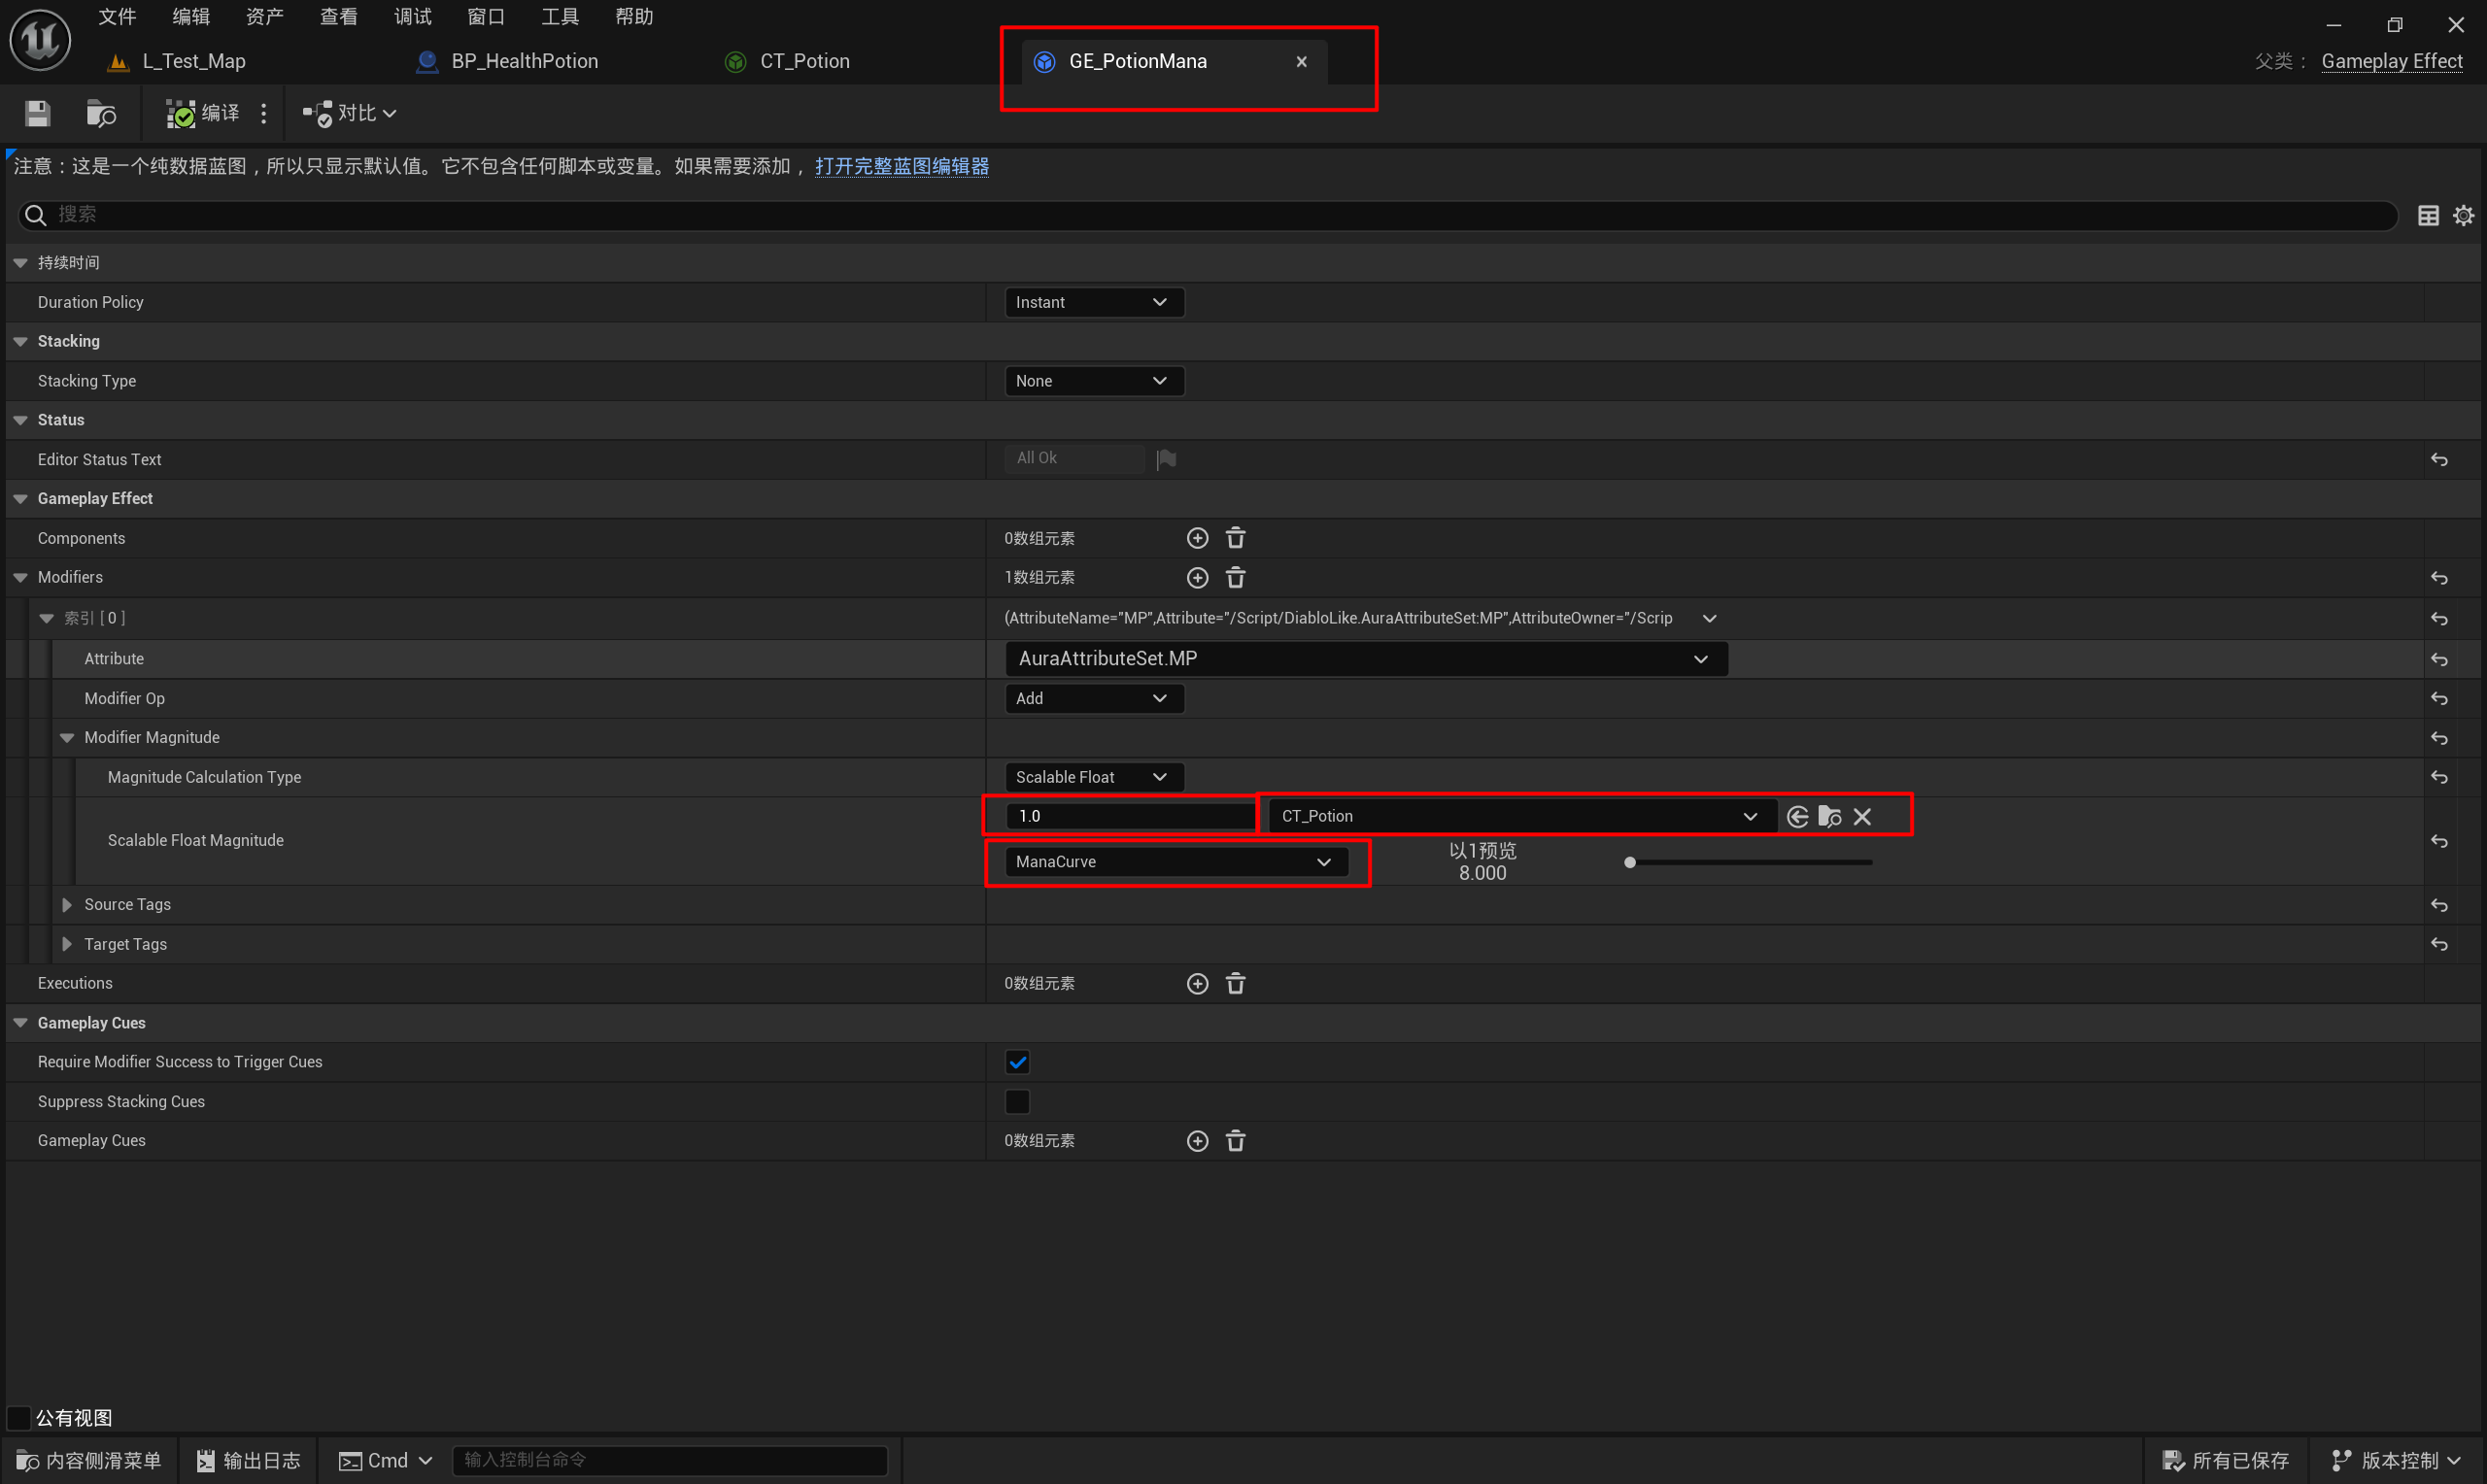 文件 编辑 资产 查看 调试 窗口 工具 帮助
L_Test_Map BP_HealthPotion CT_Potion GE_PotionMana 父类： Gameplay Effect
编译 对比
注意：这是一个纯数据蓝图，所以只显示默认值。它不包含任何脚本或变量。如果需要添加， 打开完整蓝图编辑器
搜索
持续时间
Duration Policy Instant
Stacking
Stacking Type None
Status
Editor Status Text All Ok
Gameplay Effect
Components 0数组元素
Modifiers 1数组元素
索引 [ 0 ] (AttributeName="MP",Attribute="/Script/DiabloLike.AuraAttributeSet:MP",AttributeOwner="/Scrip
Attribute AuraAttributeSet.MP
Modifier Op Add
Modifier Magnitude
Magnitude Calculation Type Scalable Float
1.0 CT_Potion
Scalable Float Magnitude
ManaCurve 以1预览
8.000
Source Tags
Target Tags
Executions 0数组元素
Gameplay Cues
Require Modifier Success to Trigger Cues
Suppress Stacking Cues
Gameplay Cues 0数组元素
公有视图
内容侧滑菜单 输出日志 Cmd 输入控制台命令 所有已保存 版本控制